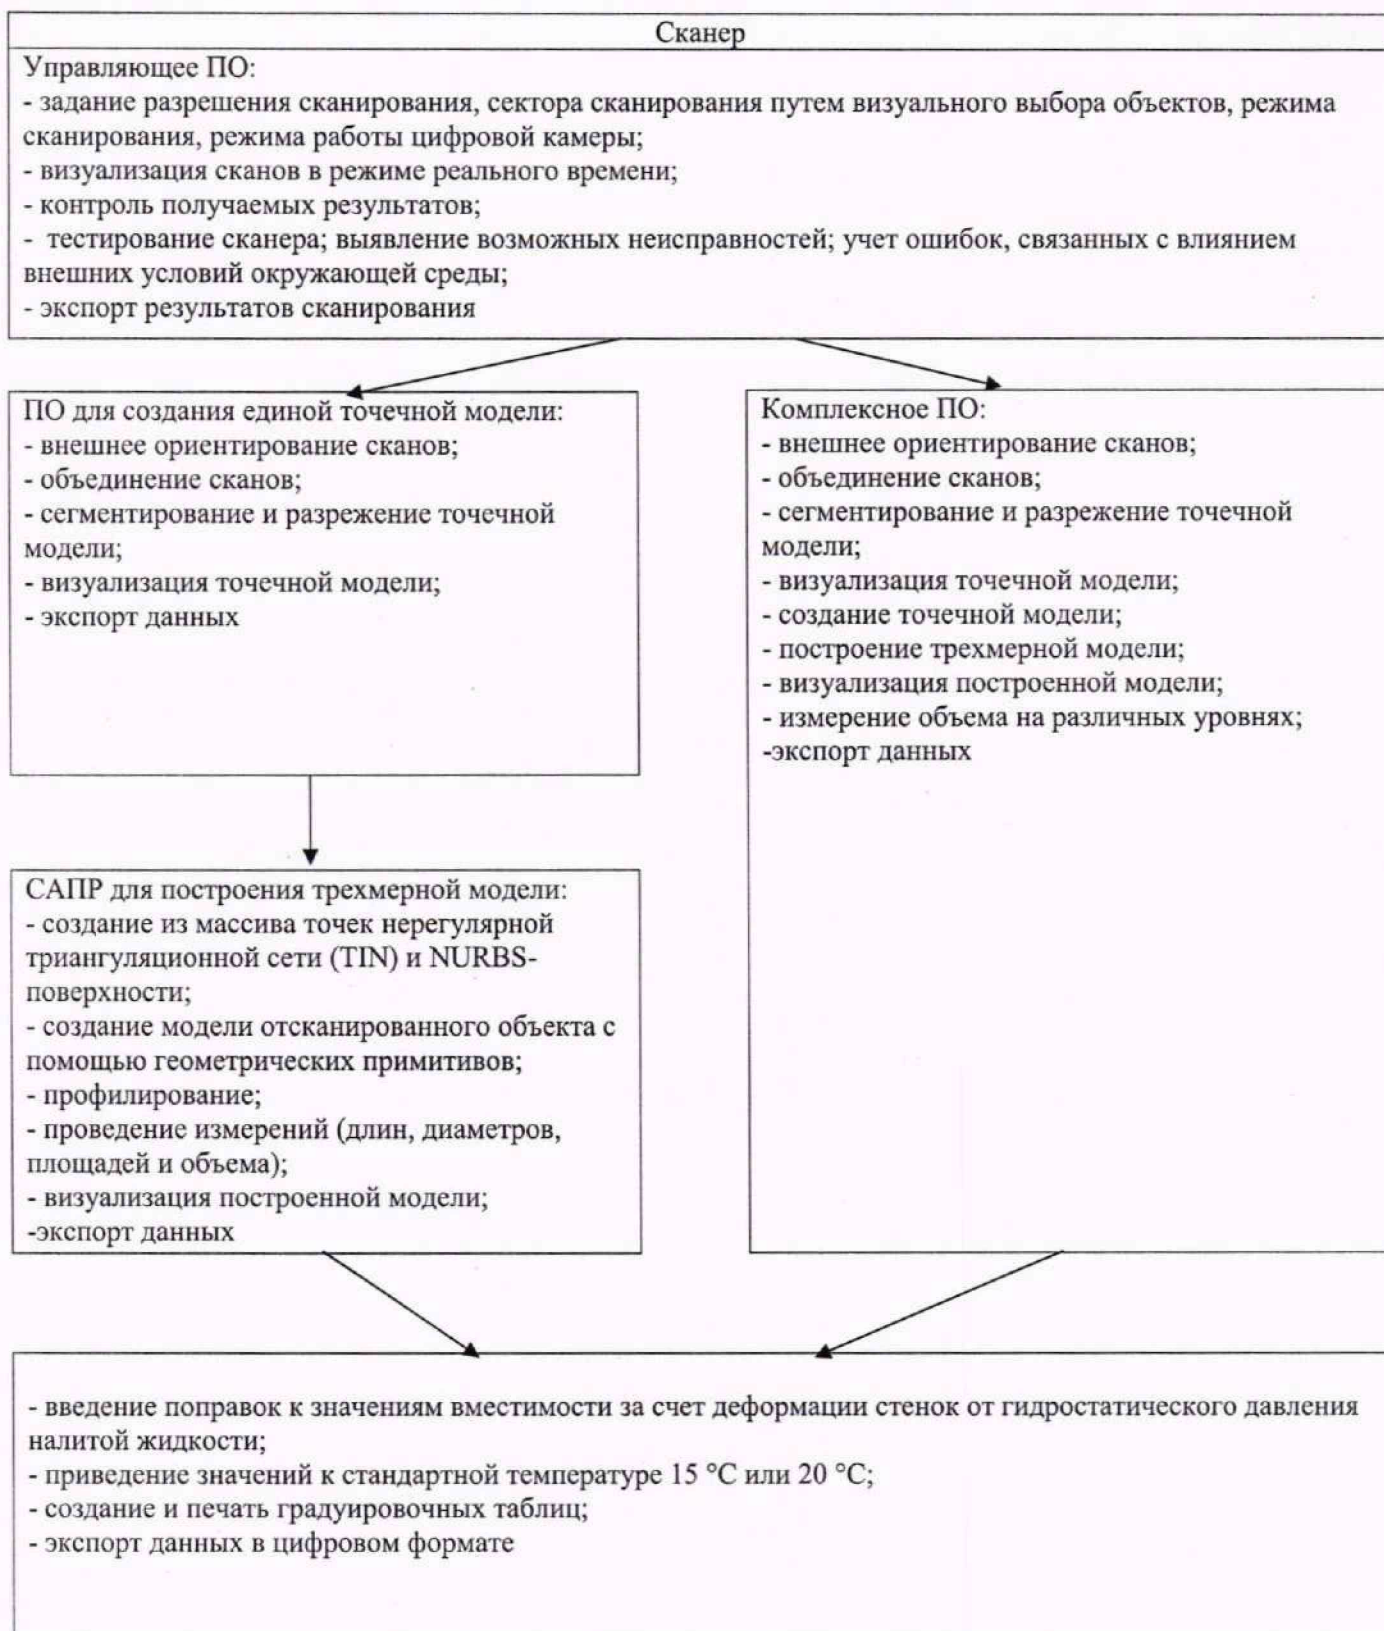 Сканер
Управляющее ПО:
- задание разрешения сканирования, сектора сканирования путем визуального выбора объектов, режима
сканирования, режима работы цифровой камеры;
- визуализация сканов в режиме реального времени;
- контроль получаемых результатов;
- тестирование сканера; выявление возможных неисправностей; учет ошибок, связанных с влиянием
внешних условий окружающей среды;
- экспорт результатов сканирования
ПО для создания единой точечной модели:
- внешнее ориентирование сканов;
- объединение сканов;
- сегментирование и разрежение точечной
модели;
- визуализация точечной модели;
- экспорт данных
Комплексное ПО:
- внешнее ориентирование сканов;
- объединение сканов;
- сегментирование и разрежение точечной
модели;
- визуализация точечной модели;
- создание точечной модели;
- построение трехмерной модели;
- визуализация построенной модели;
- измерение объема на различных уровнях;
-экспорт данных
САПР для построения трехмерной модели:
- создание из массива точек нерегулярной
триангуляционной сети (TIN) и NURBS-
поверхности;
- создание модели отсканированного объекта с
помощью геометрических примитивов;
- профилирование;
- проведение измерений (длин, диаметров,
площадей и объема);
- визуализация построенной модели;
-экспорт данных
- введение поправок к значениям вместимости за счет деформации стенок от гидростатического давления
налитой жидкости;
- приведение значений к стандартной температуре 15 °С или 20 °С;
- создание и печать градуировочных таблиц;
- экспорт данных в цифровом формате